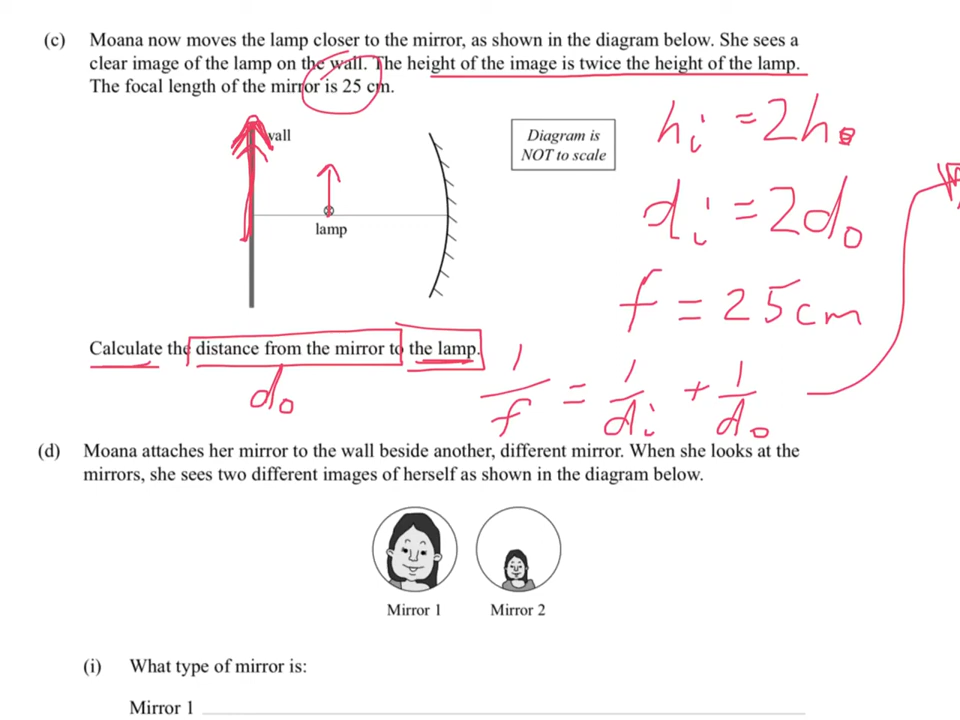 (c) Moana now moves the lamp closer to the mirror, as shown in the diagram below. She sees a
clear image of the lamp on the wall. The height of the image is twice the height of the lamp.
The focal length of the mirror is 25 cm.
wall
Diagram is
NOT to scale
lamp
hi = 2ho
di = 2do
f = 25cm
Calculate the distance from the mirror to the lamp.
do
1/f = 1/di + 1/do
(d) Moana attaches her mirror to the wall beside another, different mirror. When she looks at the
mirrors, she sees two different images of herself as shown in the diagram below.
Mirror 1 Mirror 2
(i) What type of mirror is:
Mirror 1